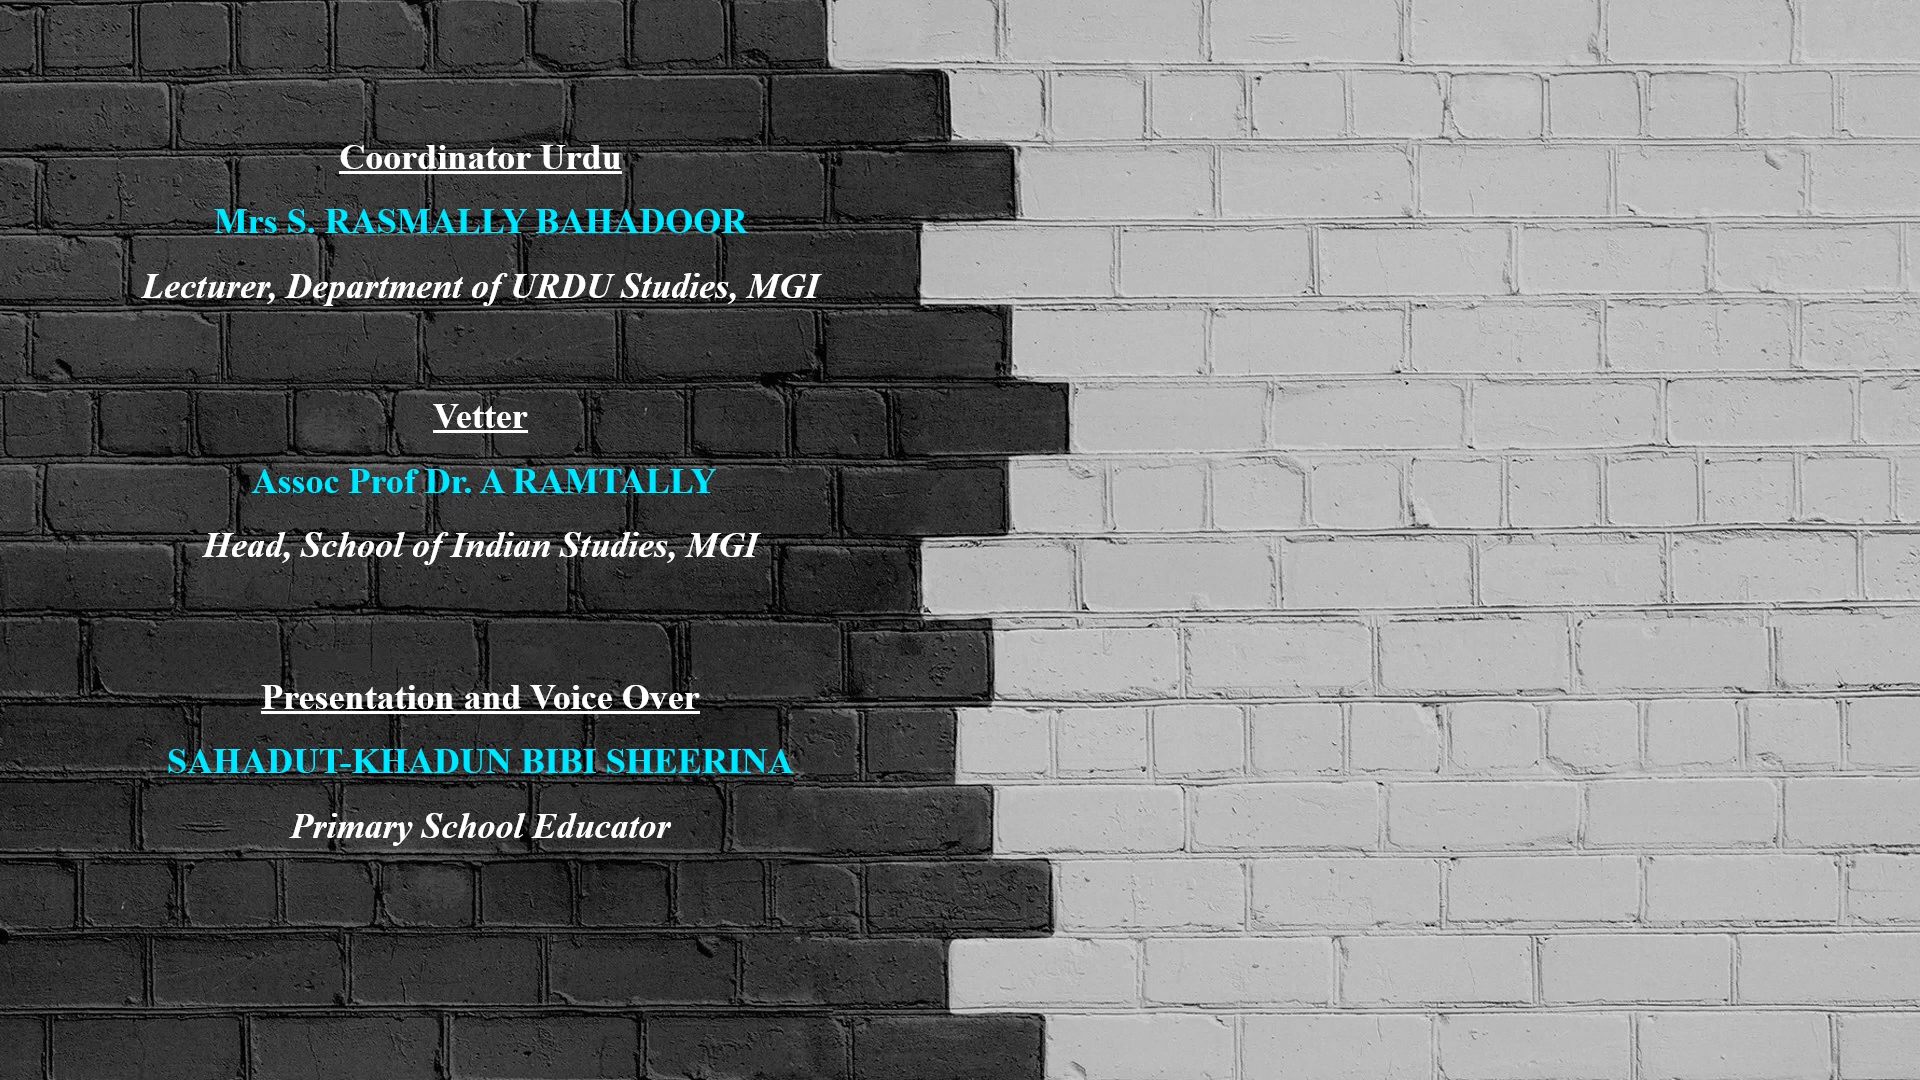 Coordinator Urdu
Mrs S. RASMALLY BAHADOOR
Lecturer, Department of URDU Studies, MGI
Vetter
Assoc Prof Dr. A RAMTALLY
Head, School of Indian Studies, MGI
Presentation and Voice Over
SAHADUT-KHADUN BIBI SHEERINA
Primary School Educator